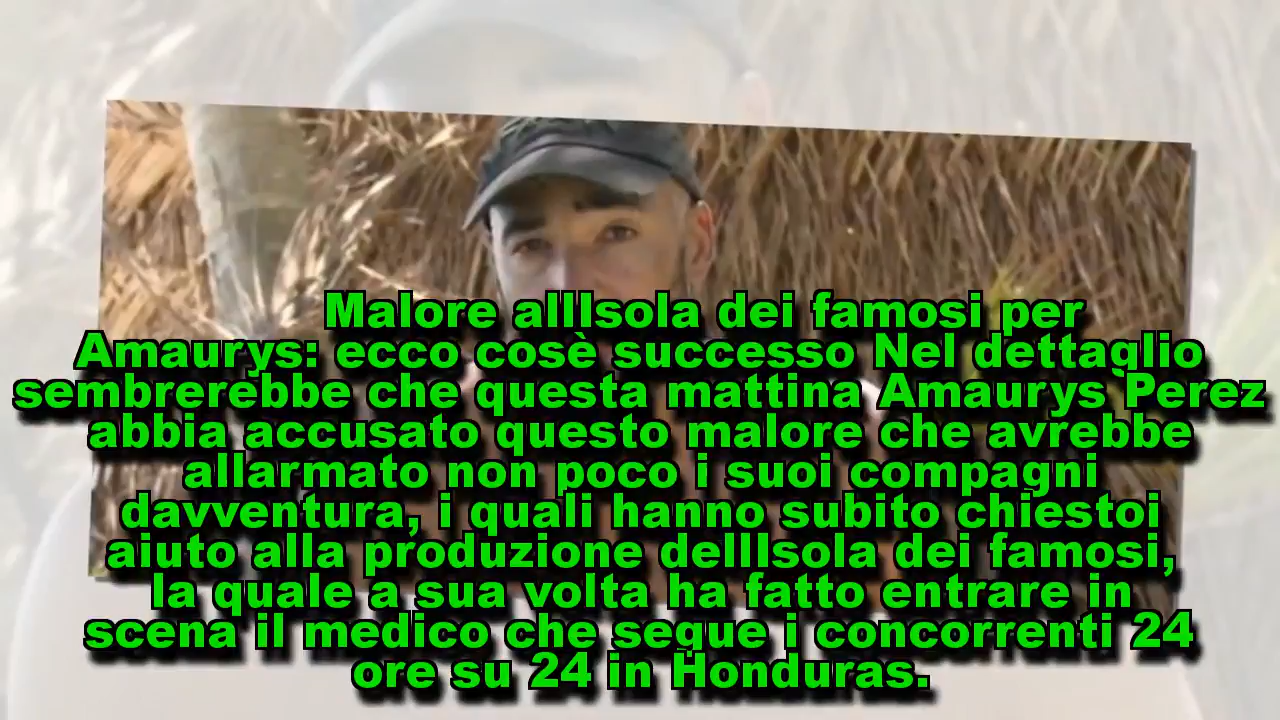 Malore allIsola dei famosi per
Amaurys: ecco cosè successo Nel dettaglio
sembrerebbe che questa mattina Amaurys Perez
abbia accusato questo malore che avrebbe
allarmato non poco i suoi compagni
davventura, i quali hanno subito chiestoi
aiuto alla produzione dellIsola dei famosi,
la quale a sua volta ha fatto entrare in
scena il medico che segue i concorrenti 24
ore su 24 in Honduras.